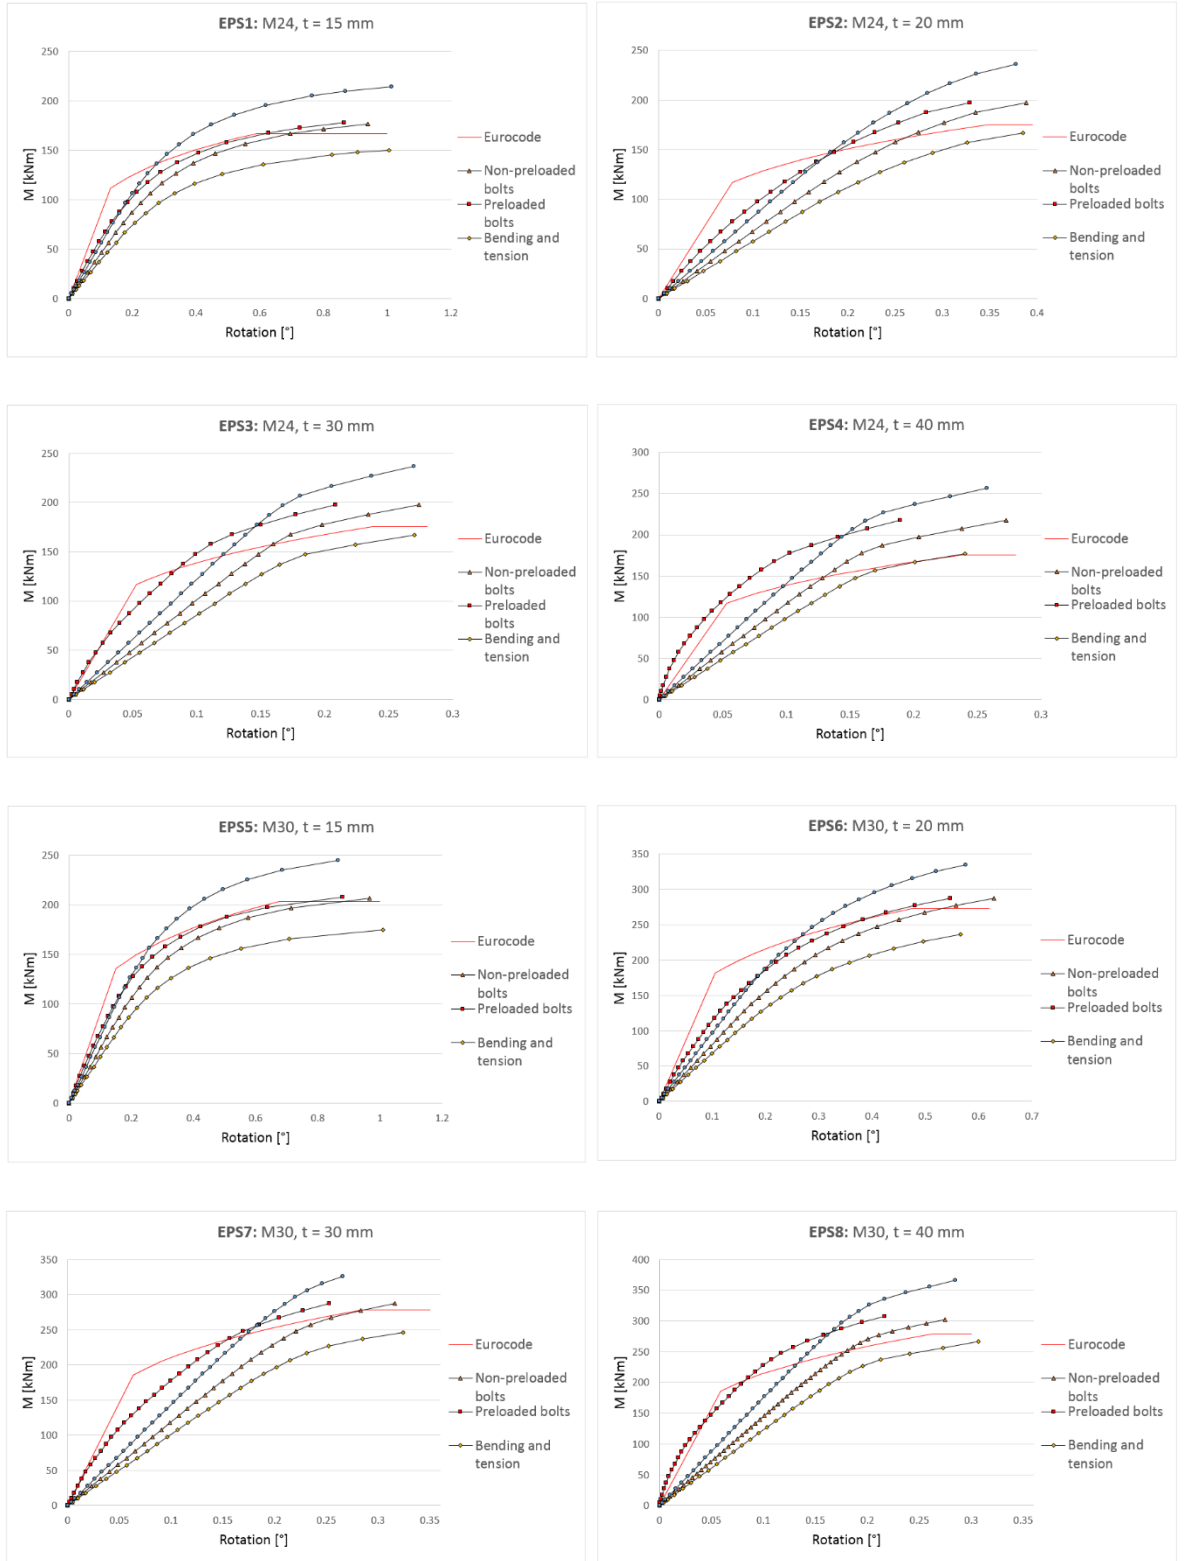 EPS1: M24, t = 15 mm
250
200
150
100
50
0
M [kNm]
0 0.2 0.4 0.6 0.8 1 1.2
Rotation [°]
Eurocode
Non-preloaded
bolts
Preloaded
bolts
Bending and
tension
EPS2: M24, t = 20 mm
250
200
150
100
50
0
M [kNm]
0 0.05 0.1 0.15 0.2 0.25 0.3 0.35 0.4
Rotation [°]
Eurocode
Non-preloaded
bolts
Preloaded bolts
Bending and
tension
EPS3: M24, t = 30 mm
250
200
150
100
50
0
M [kNm]
0 0.05 0.1 0.15 0.2 0.25 0.3
Rotation [°]
Eurocode
Non-preloaded
bolts
Preloaded
bolts
Bending and
tension
EPS4: M24, t = 40 mm
300
250
200
150
100
50
0
M [kNm]
0 0.05 0.1 0.15 0.2 0.25 0.3
Rotation [°]
Eurocode
Non-preloaded
bolts
Preloaded bolts
Bending and
tension
EPS5: M30, t = 15 mm
250
200
150
100
50
0
M [kNm]
0 0.2 0.4 0.6 0.8 1 1.2
Rotation [°]
Eurocode
Non-preloaded
bolts
Preloaded bolts
Bending and
tension
EPS6: M30, t = 20 mm
350
300
250
200
150
100
50
0
M [kNm]
0 0.1 0.2 0.3 0.4 0.5 0.6 0.7
Rotation [°]
Eurocode
Non-preloaded
bolts
Preloaded bolts
Bending and
tension
EPS7: M30, t = 30 mm
350
300
250
200
150
100
50
0
M [kNm]
0 0.05 0.1 0.15 0.2 0.25 0.3 0.35
Rotation [°]
Eurocode
Non-preloaded
bolts
Preloaded bolts
Bending and
tension
EPS8: M30, t = 40 mm
400
350
300
250
200
150
100
50
0
M [kNm]
0 0.05 0.1 0.15 0.2 0.25 0.3 0.35
Rotation [°]
Eurocode
Non-preloaded
bolts
Preloaded bolts
Bending and
tension